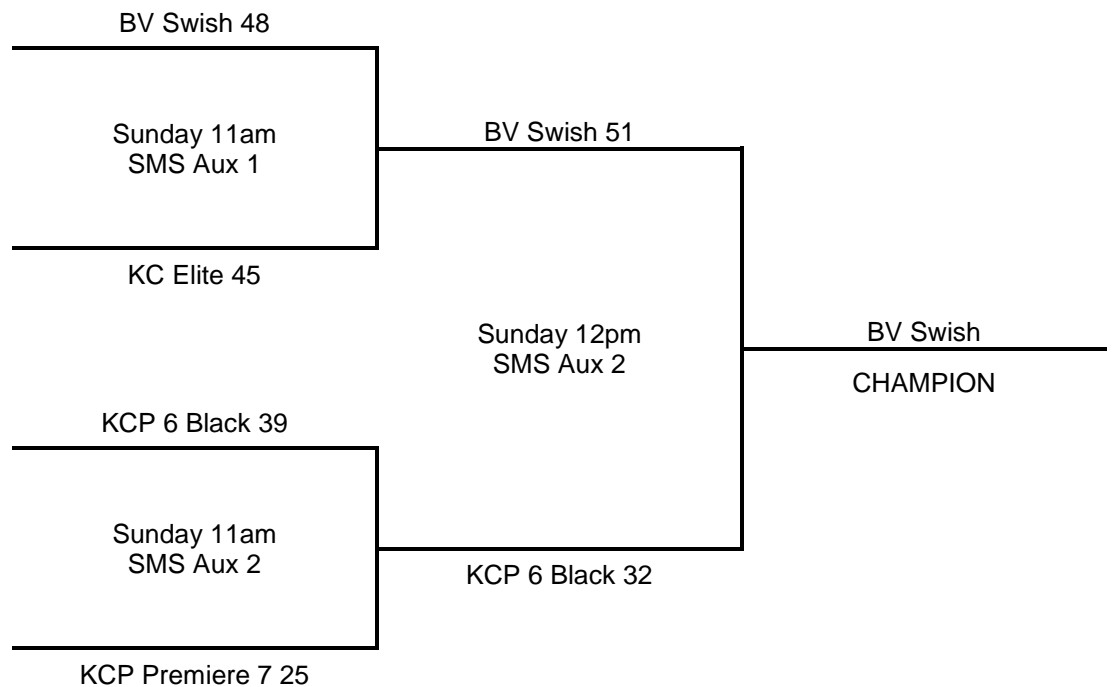 BV Swish 48
Sunday 11am
SMS Aux 1
BV Swish 51
KC Elite 45
Sunday 12pm
SMS Aux 2
BV Swish
CHAMPION
KCP 6 Black 39
Sunday 11am
SMS Aux 2
KCP 6 Black 32
KCP Premiere 7 25